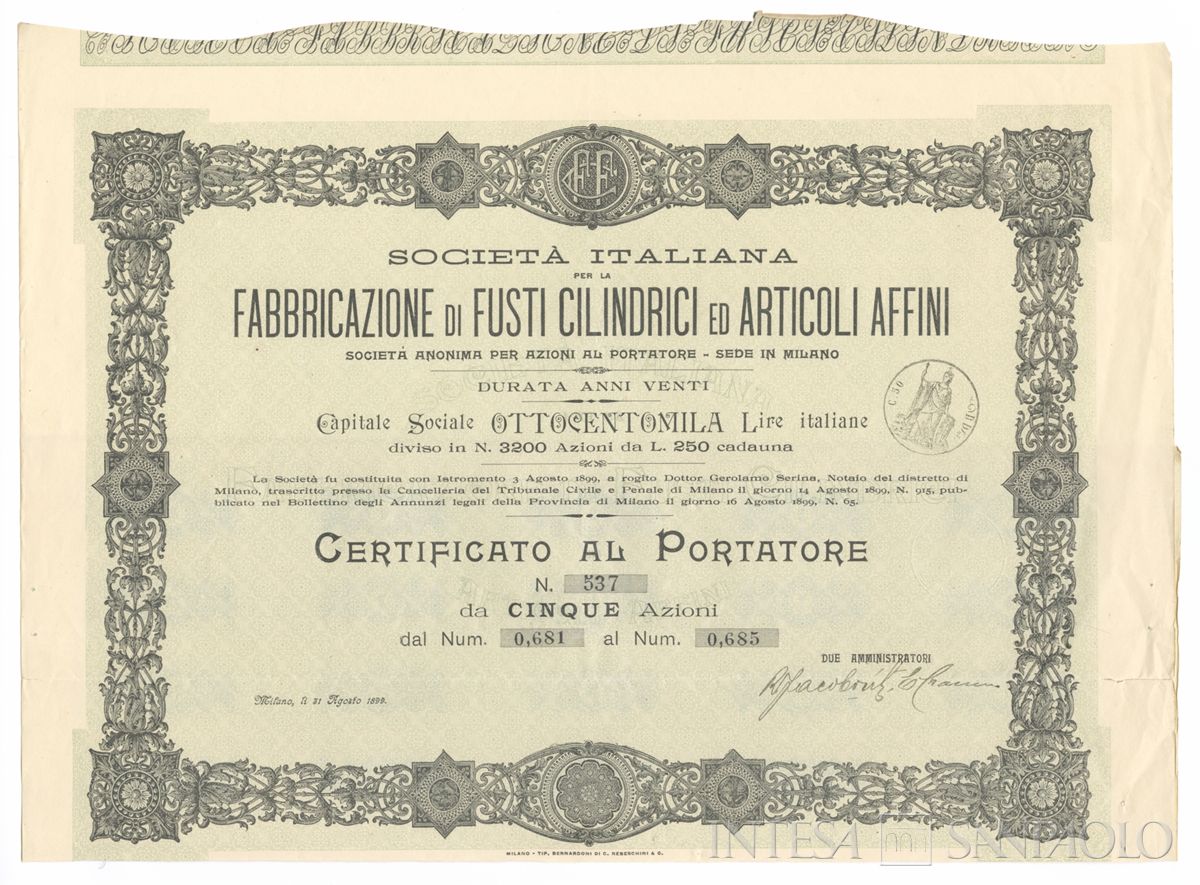 SOCIETÀ ITALIANA
PER LA
FABBRICAZIONE DI FUSTI CILINDRICI ED ARTICOLI AFFINI
SOCIETÀ ANONIMA PER AZIONI AL PORTATORE - SEDE IN MILANO
DURATA ANNI VENTI
Capitale Sociale OTTOCENTOMILA Lire italiane
diviso in N. 3200 Azioni da L. 250 cadauna
C. 50
La Società fu costituita con Istromento 3 Agosto 1899, a rogito Dottor Gerolamo Serina, Notaio del distretto di
Milano, trascritto presso la Cancelleria del Tribunale Civile e Penale di Milano il giorno 14 Agosto 1899, N. 915, pub-
blicato nel Bollettino degli Annunzi legali della Provincia di Milano il giorno 16 Agosto 1899, N. 65.
CERTIFICATO AL PORTATORE
N. 537
da CINQUE Azioni
dal Num. 0,681 al Num. 0,685
DUE AMMINISTRATORI
Milano, li 31 Agosto 1899.
MILANO - TIP. BERNARDONI DI C. REBESCHINI & C.
INTESA SANPAOLO